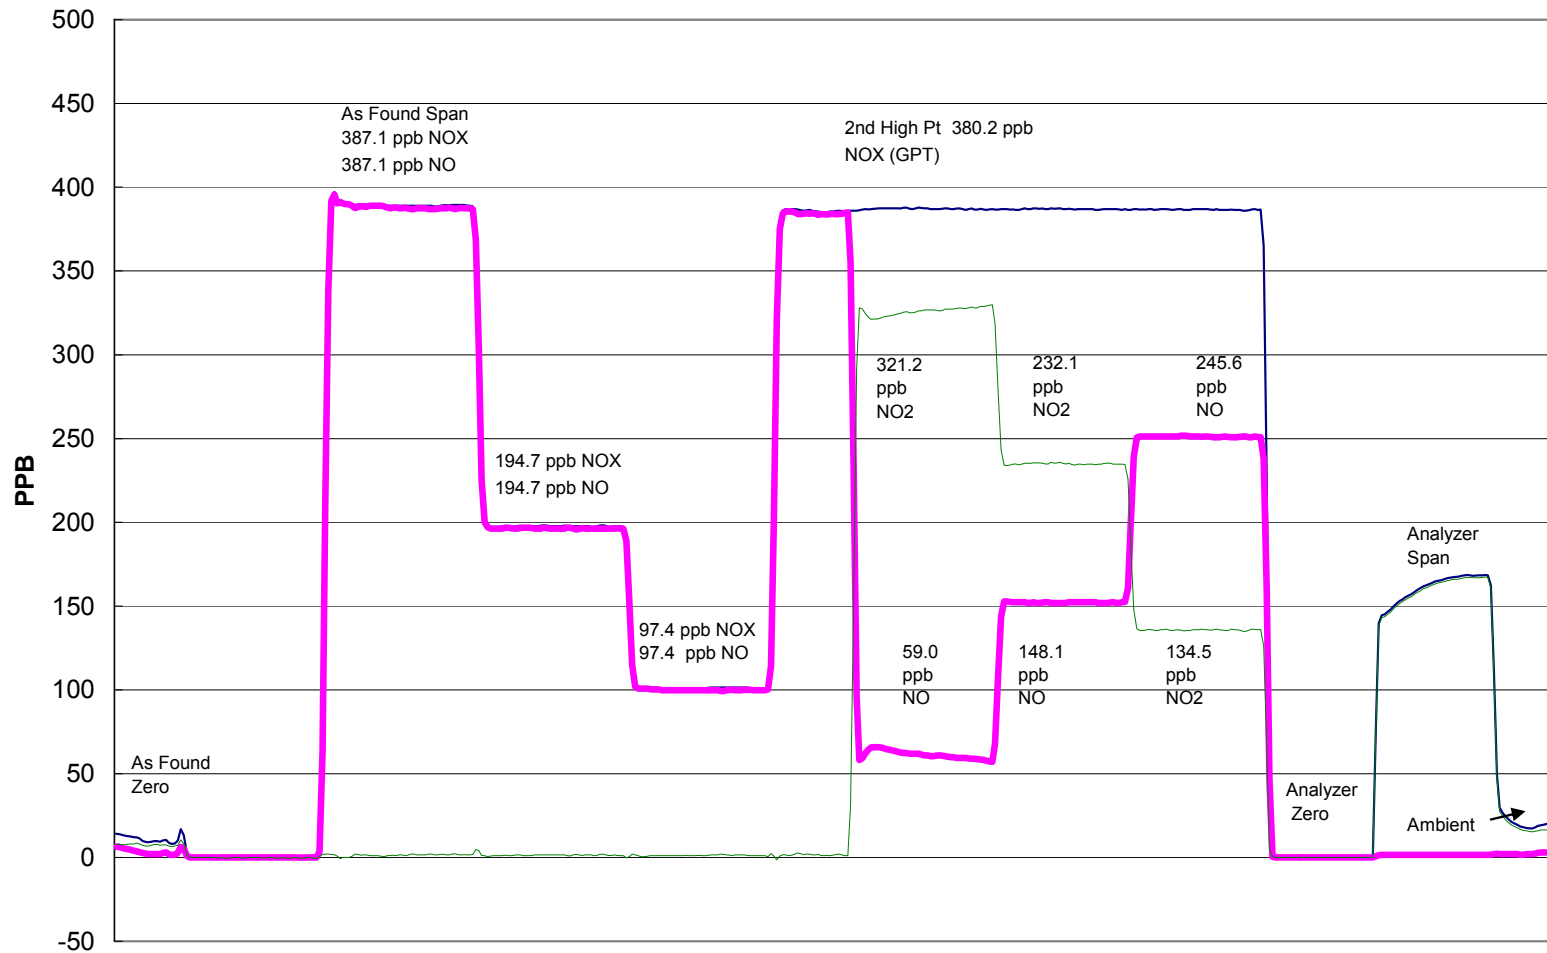 500
450
400
350
300
250
200
150
100
50
0
-50
PPB
As Found Span
387.1 ppb NOX
387.1 ppb NO
2nd High Pt 380.2 ppb
NOX (GPT)
194.7 ppb NOX
194.7 ppb NO
97.4 ppb NOX
97.4 ppb NO
321.2
ppb
NO2
232.1
ppb
NO2
245.6
ppb
NO
59.0
ppb
NO
148.1
ppb
NO
134.5
ppb
NO2
As Found
Zero
Analyzer
Zero
Analyzer
Span
Ambient